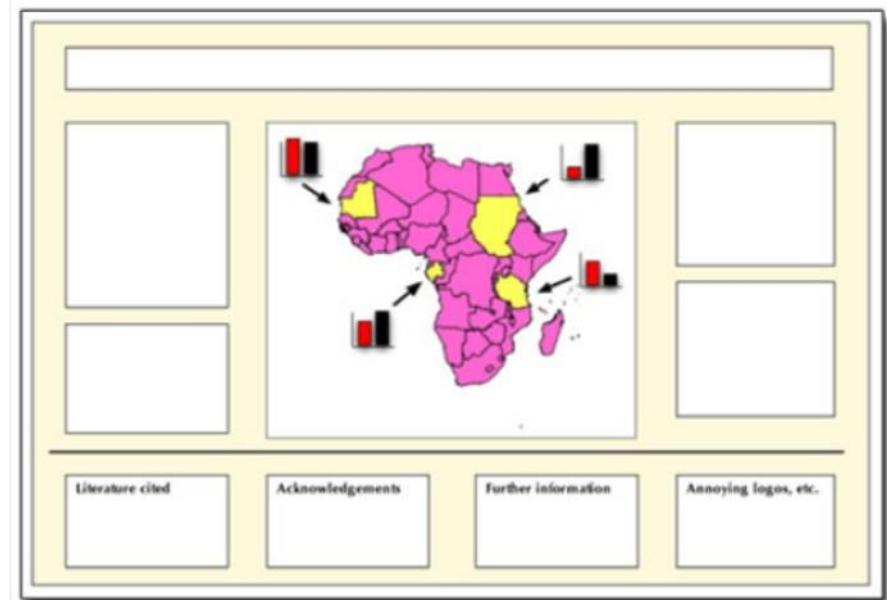 Literature cited
Acknowledgements
Further information
Annoying logos, etc.